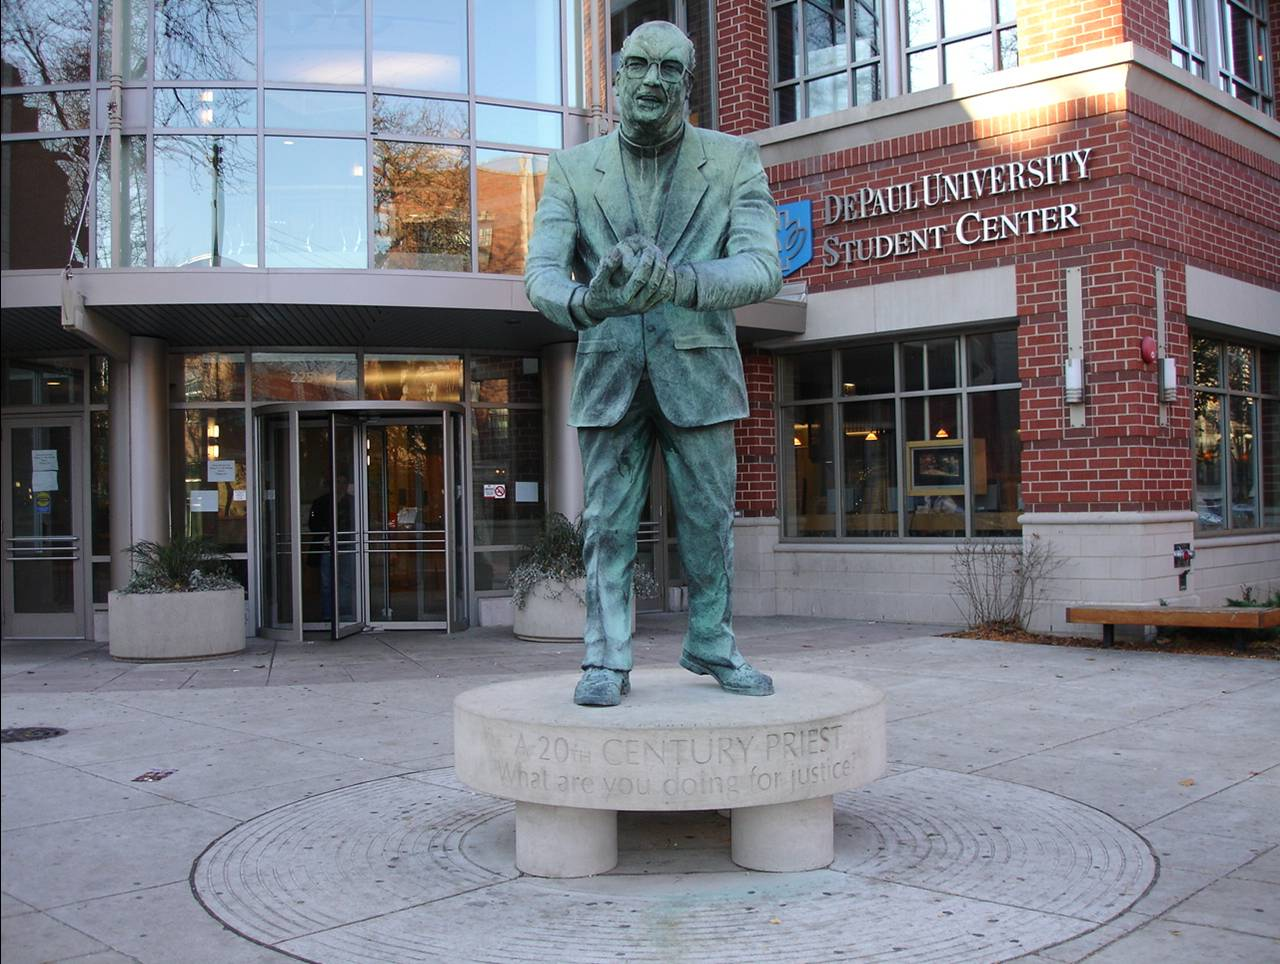 DEPAUL UNIVERSITY
STUDENT CENTER
A 20TH CENTURY PRIEST
What are you doing for justice?